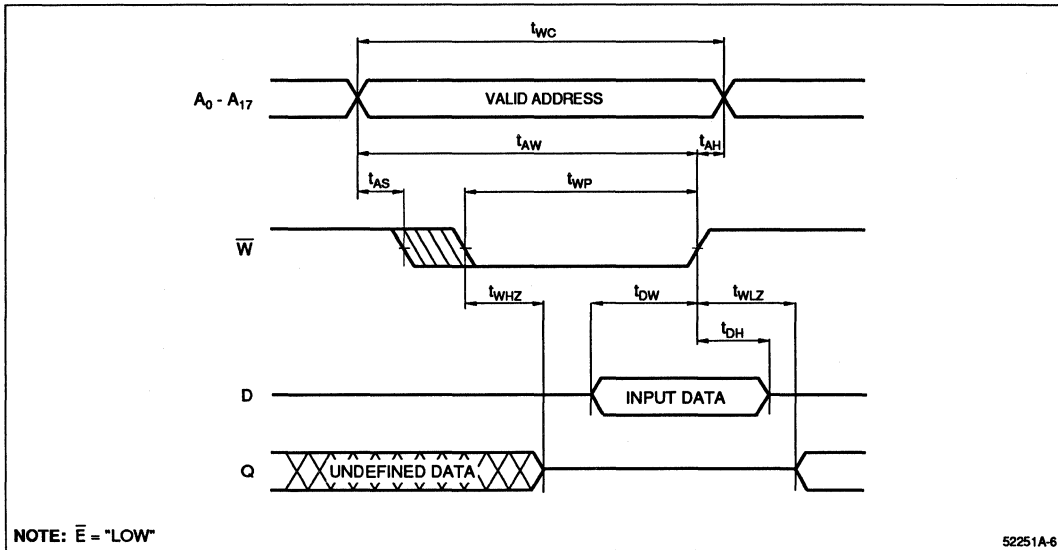 tWC
A0 - A17
VALID ADDRESS
tAW
tAH
tAS
tWP
W̅
tWHZ
tDW
tWLZ
tDH
D
INPUT DATA
Q
UNDEFINED DATA
NOTE: E̅ = "LOW"
52251A-6